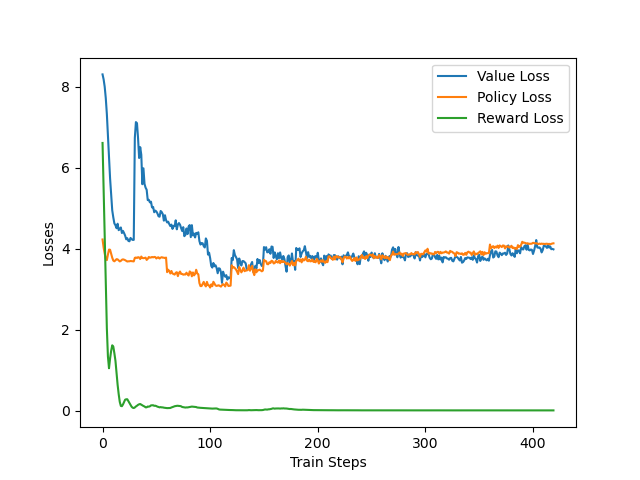 Value Loss
Policy Loss
Reward Loss
Losses
8
6
4
2
0
0 100 200 300 400
Train Steps